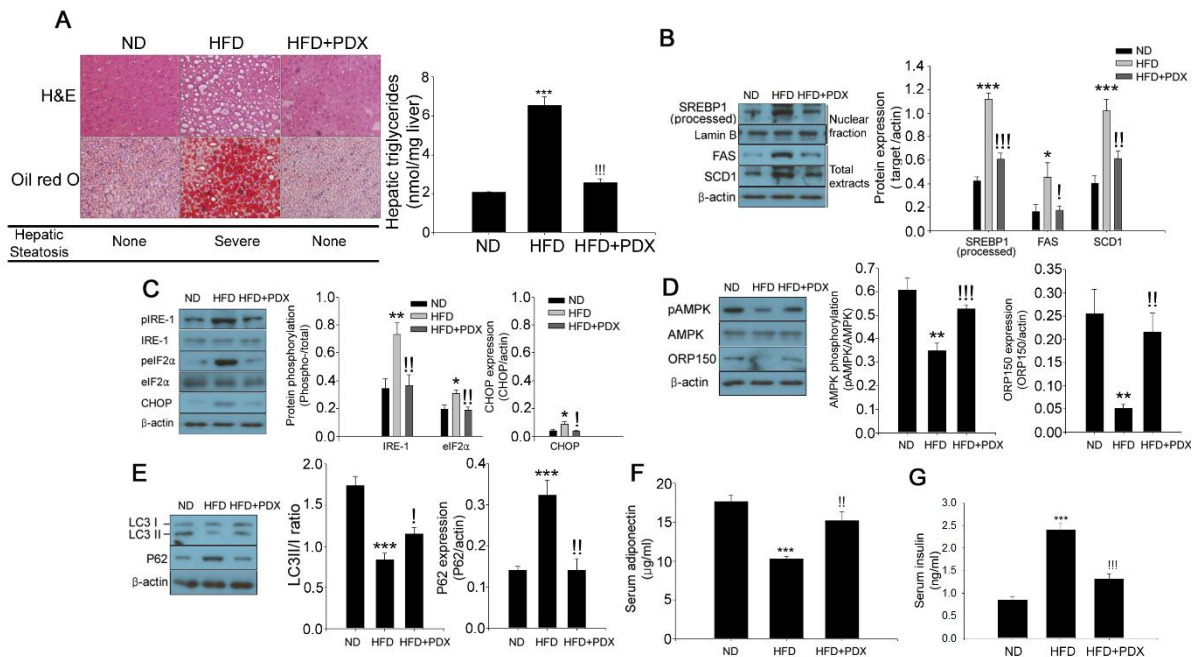 A
ND HFD HFD+PDX
H&E
Oil red O
Hepatic
Steatosis
None Severe None
Hepatic triglycerides
(nmol/mg liver)
8
6
4
2
0
***
!!!
ND HFD HFD+PDX
B
ND HFD HFD+PDX
SREBP1
(processed)
Lamin B
Nuclear
fraction
FAS
SCD1
β-actin
Total
extracts
ND
HFD
HFD+PDX
Protein expression
(target /actin)
1.4
1.2
1.0
0.8
0.6
0.4
0.2
0.0
***
!!!
*
!
***
!!
SREBP1
(processed)
FAS
SCD1
C
ND HFD HFD+PDX
pIRE-1
IRE-1
peIF2α
eIF2α
CHOP
β-actin
Protein phosphorylation
(Phospho-/total)
1.0
0.8
0.6
0.4
0.2
0.0
ND
HFD
HFD+PDX
**
!!
*
!!
IRE-1 eIF2α
CHOP expression
(CHOP/actin)
1.0
0.8
0.6
0.4
0.2
0.0
ND
HFD
HFD+PDX
*
!
CHOP
D
ND HFD HFD+PDX
pAMPK
AMPK
ORP150
β-actin
AMPK phosphorylation
(pAMPK/AMPK)
0.7
0.6
0.5
0.4
0.3
0.2
0.1
0.0
**
!!!
ND HFD HFD+PDX
ORP150 expression
(ORP150/actin)
0.35
0.30
0.25
0.20
0.15
0.10
0.05
0.00
**
!!
ND HFD HFD+PDX
E
ND HFD HFD+PDX
LC3 I
LC3 II
P62
β-actin
LC3II/I ratio
2.0
1.5
1.0
0.5
0.0
***
!
ND HFD HFD+PDX
P62 expression
(P62/actin)
0.4
0.3
0.2
0.1
0.0
***
!!
ND HFD HFD+PDX
F
Serum adiponectin
(μg/ml)
20
15
10
5
0
***
!!
ND HFD HFD+PDX
G
Serum insulin
(ng/ml)
3.0
2.5
2.0
1.5
1.0
0.5
0.0
***
!!!
ND HFD HFD+PDX